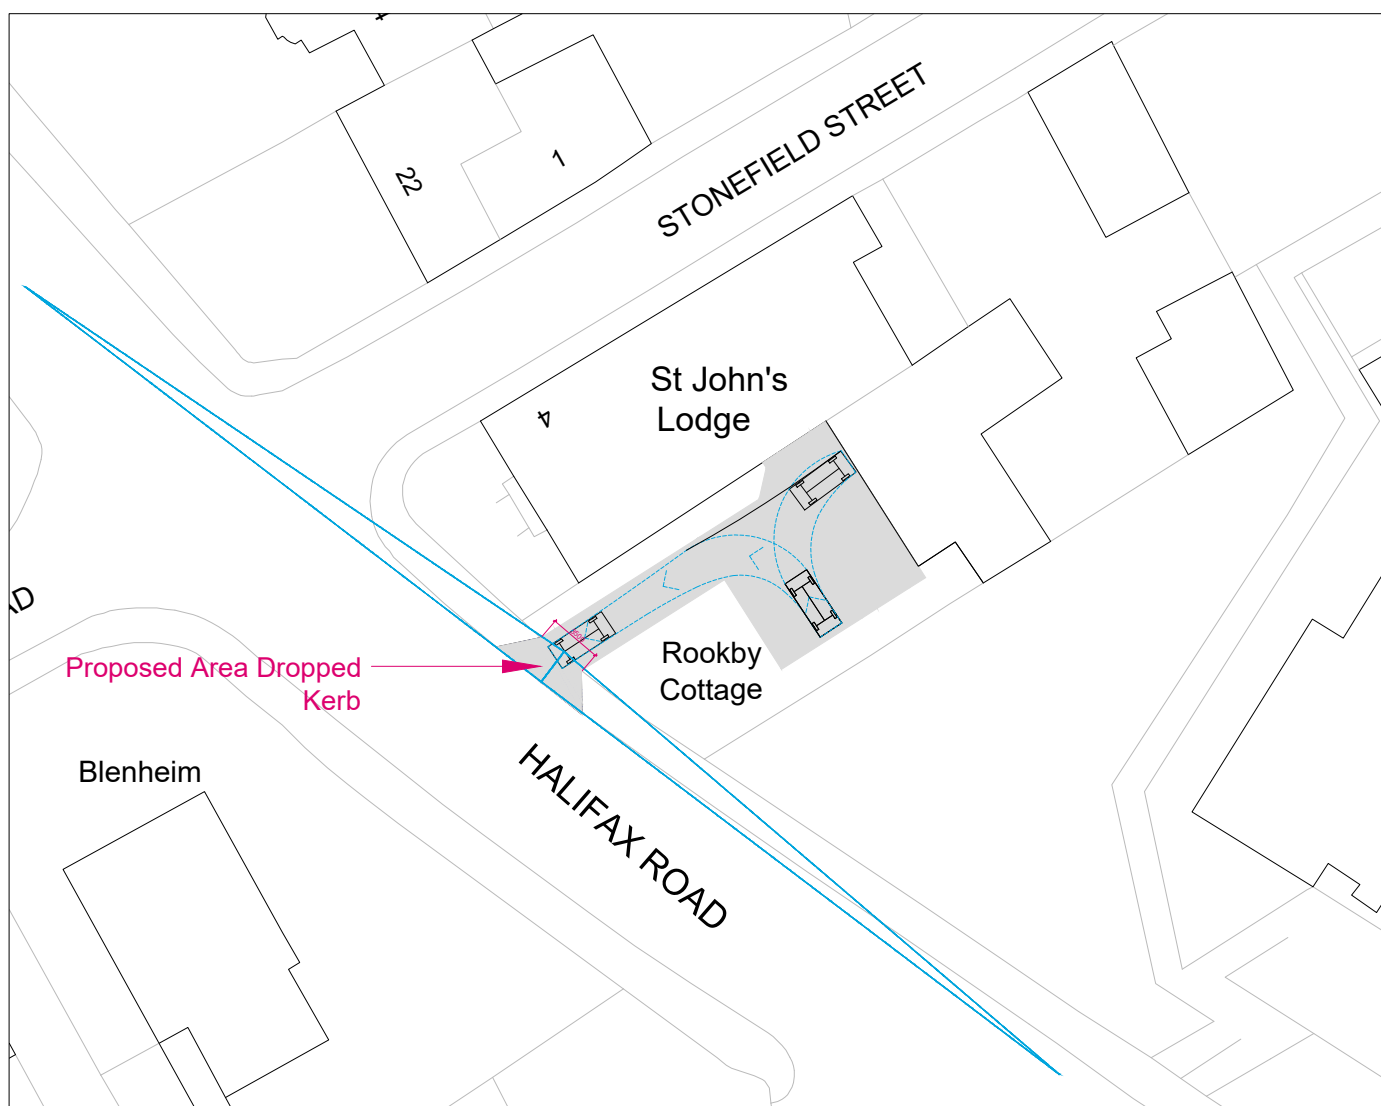 STONEFIELD STREET
22
1
St John's
Lodge
4
Rookby
Cottage
Proposed Area Dropped
Kerb
Blenheim
HALIFAX ROAD